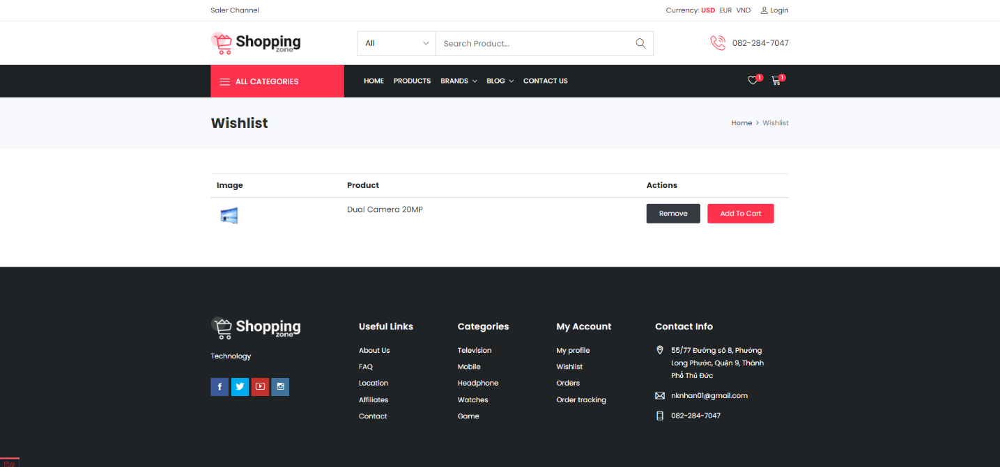 Saler Channel
Currency: USD EUR VND Login
Shopping zone
All
Search Product...
082-284-7047
ALL CATEGORIES
HOME PRODUCTS BRANDS BLOG CONTACT US
1 1
Wishlist
Home > Wishlist
Image Product Actions
Dual Camera 20MP Remove Add To Cart
Shopping zone
Technology
Useful Links
About Us
FAQ
Location
Affiliates
Contact
Categories
Television
Mobile
Headphone
Watches
Game
My Account
My profile
Wishlist
Orders
Order tracking
Contact Info
55/77 Đường sô 8, Phường
Long Phước, Quận 9, Thành
Phố Thủ Đức
nknhan01@gmail.com
082-284-7047